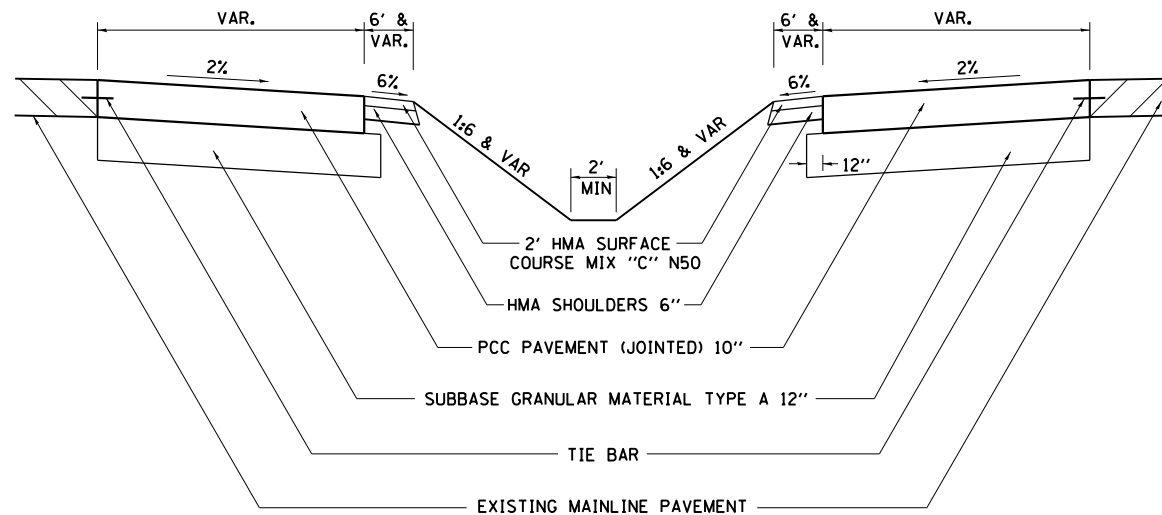 VAR.
6' &
VAR.
6' &
VAR.
VAR.
2%
6%
6%
2%
1:6 & VAR
2'
MIN
1:6 & VAR
12"
2' HMA SURFACE
COURSE MIX "C" N50
HMA SHOULDERS 6"
PCC PAVEMENT (JOINTED) 10"
SUBBASE GRANULAR MATERIAL TYPE A 12"
TIE BAR
EXISTING MAINLINE PAVEMENT